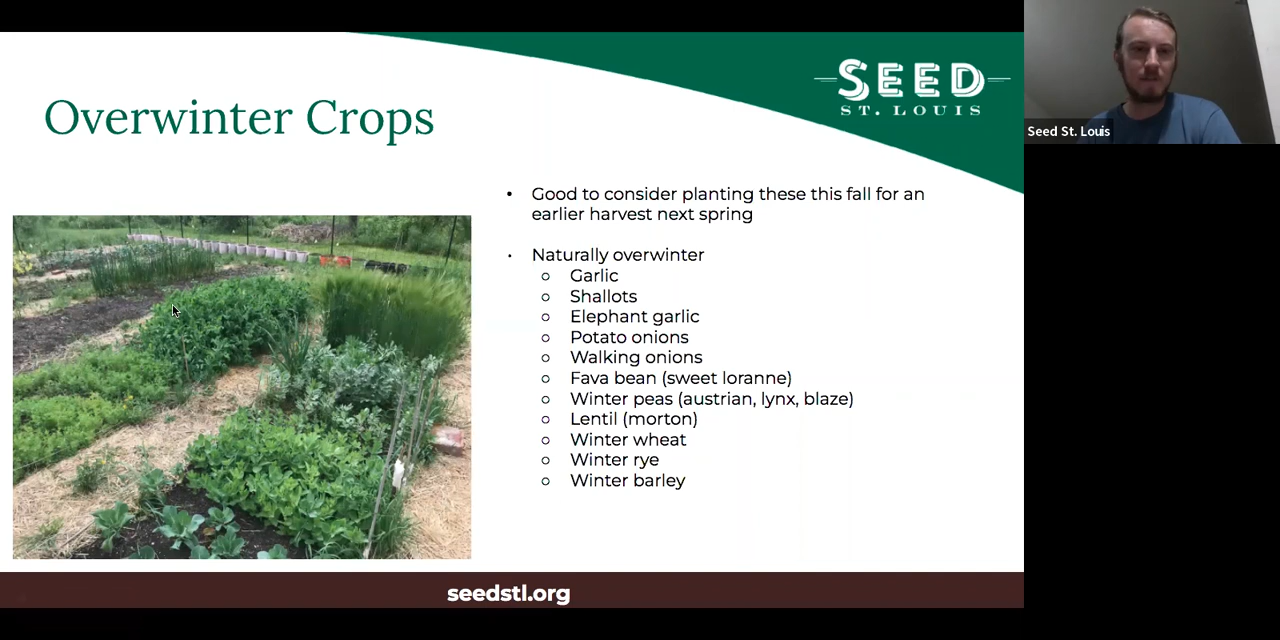 SEED
ST. LOUIS
Seed St. Louis
Overwinter Crops
• Good to consider planting these this fall for an
earlier harvest next spring
• Naturally overwinter
○ Garlic
○ Shallots
○ Elephant garlic
○ Potato onions
○ Walking onions
○ Fava bean (sweet loranne)
○ Winter peas (austrian, lynx, blaze)
○ Lentil (morton)
○ Winter wheat
○ Winter rye
○ Winter barley
seedstl.org